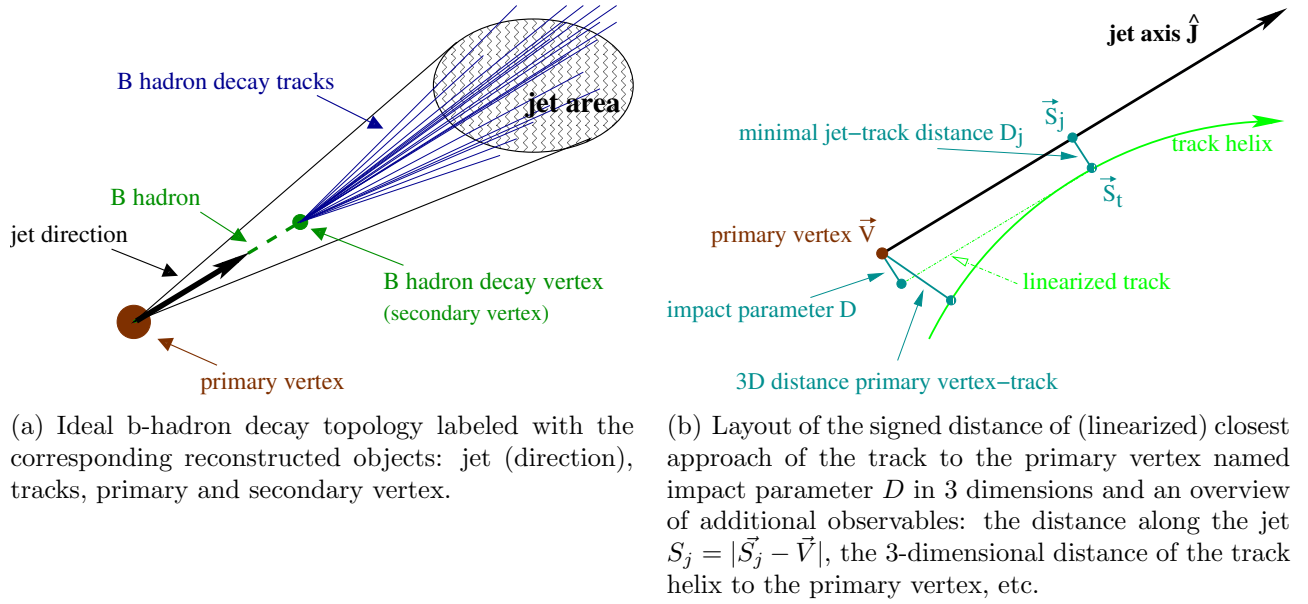 B hadron decay tracks
jet area
B hadron
jet direction
B hadron decay vertex
(secondary vertex)
primary vertex
(a) Ideal b-hadron decay topology labeled with the
corresponding reconstructed objects: jet (direction),
tracks, primary and secondary vertex.
jet axis Ĵ
minimal jet−track distance D_j
S⃗_j
track helix
S⃗_t
primary vertex V⃗
linearized track
impact parameter D
3D distance primary vertex−track
(b) Layout of the signed distance of (linearized) closest
approach of the track to the primary vertex named
impact parameter D in 3 dimensions and an overview
of additional observables: the distance along the jet
S_j = |S⃗_j − V⃗|, the 3-dimensional distance of the track
helix to the primary vertex, etc.